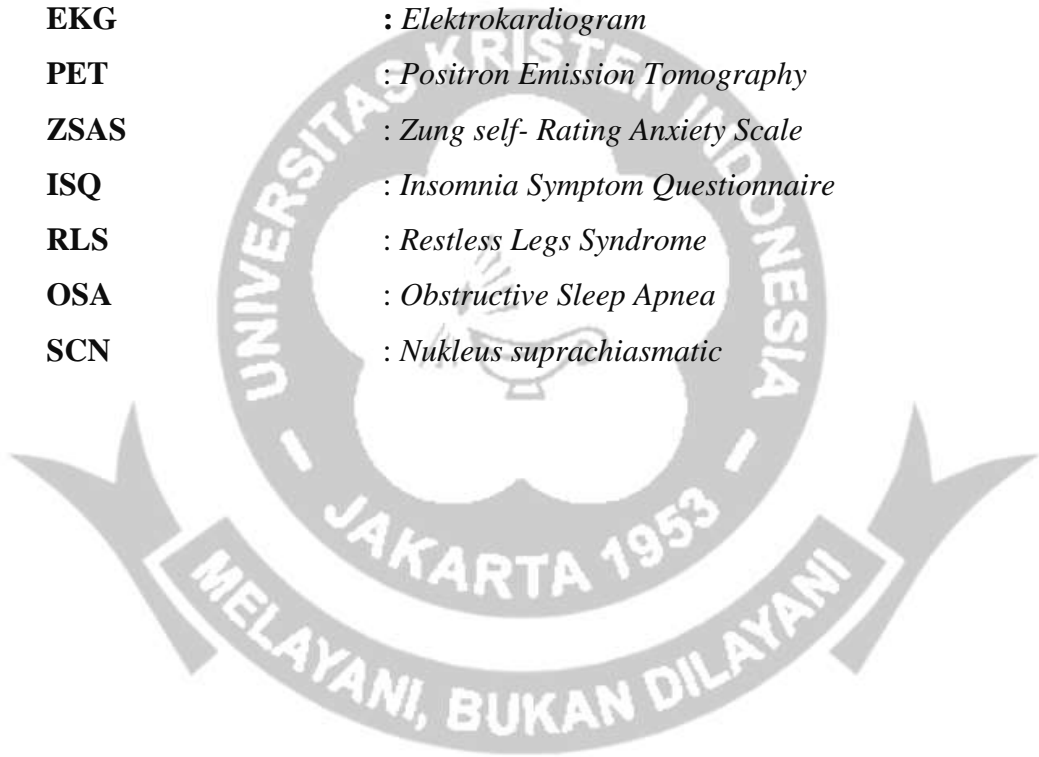 EKG : Elektrokardiogram
PET : Positron Emission Tomography
ZSAS : Zung self- Rating Anxiety Scale
ISQ : Insomnia Symptom Questionnaire
RLS : Restless Legs Syndrome
OSA : Obstructive Sleep Apnea
SCN : Nukleus suprachiasmatic
UNIVERSITAS KRISTEN INDONESIA
- JAKARTA 1953 -
MELAYANI, BUKAN DILAYANI